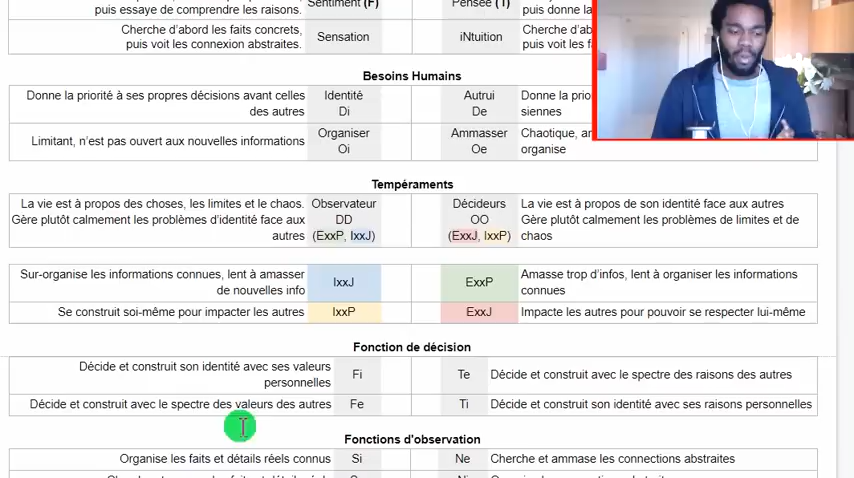 puis essaye de comprendre les raisons.
Sentiment (F)
Pensée (T)
puis donne la
Cherche d'abord les faits concrets,
puis voit les connexion abstraites.
Sensation
iNtuition
Cherche d'ab
puis voit les f
Besoins Humains
Donne la priorité à ses propres décisions avant celles
des autres
Identité
Di
Autrui
De
Donne la prio
siennes
Limitant, n'est pas ouvert aux nouvelles informations
Organiser
Oi
Ammasser
Oe
Chaotique, an
organise
Tempéraments
La vie est à propos des choses, les limites et le chaos.
Gère plutôt calmement les problèmes d'identité face aux
autres
Observateur
DD
(ExxP, IxxJ)
Décideurs
OO
(ExxJ, IxxP)
La vie est à propos de son identité face aux autres
Gère plutôt calmement les problèmes de limites et de
chaos
Sur-organise les informations connues, lent à amasser
de nouvelles info
IxxJ
ExxP
Amasse trop d'infos, lent à organiser les informations
connues
Se construit soi-même pour impacter les autres
IxxP
ExxJ
Impacte les autres pour pouvoir se respecter lui-même
Fonction de décision
Décide et construit son identité avec ses valeurs
personnelles
Fi
Te
Décide et construit avec le spectre des raisons des autres
Décide et construit avec le spectre des valeurs des autres
Fe
Ti
Décide et construit son identité avec ses raisons personnelles
Fonctions d'observation
Organise les faits et détails réels connus
Si
Ne
Cherche et ammase les connections abstraites